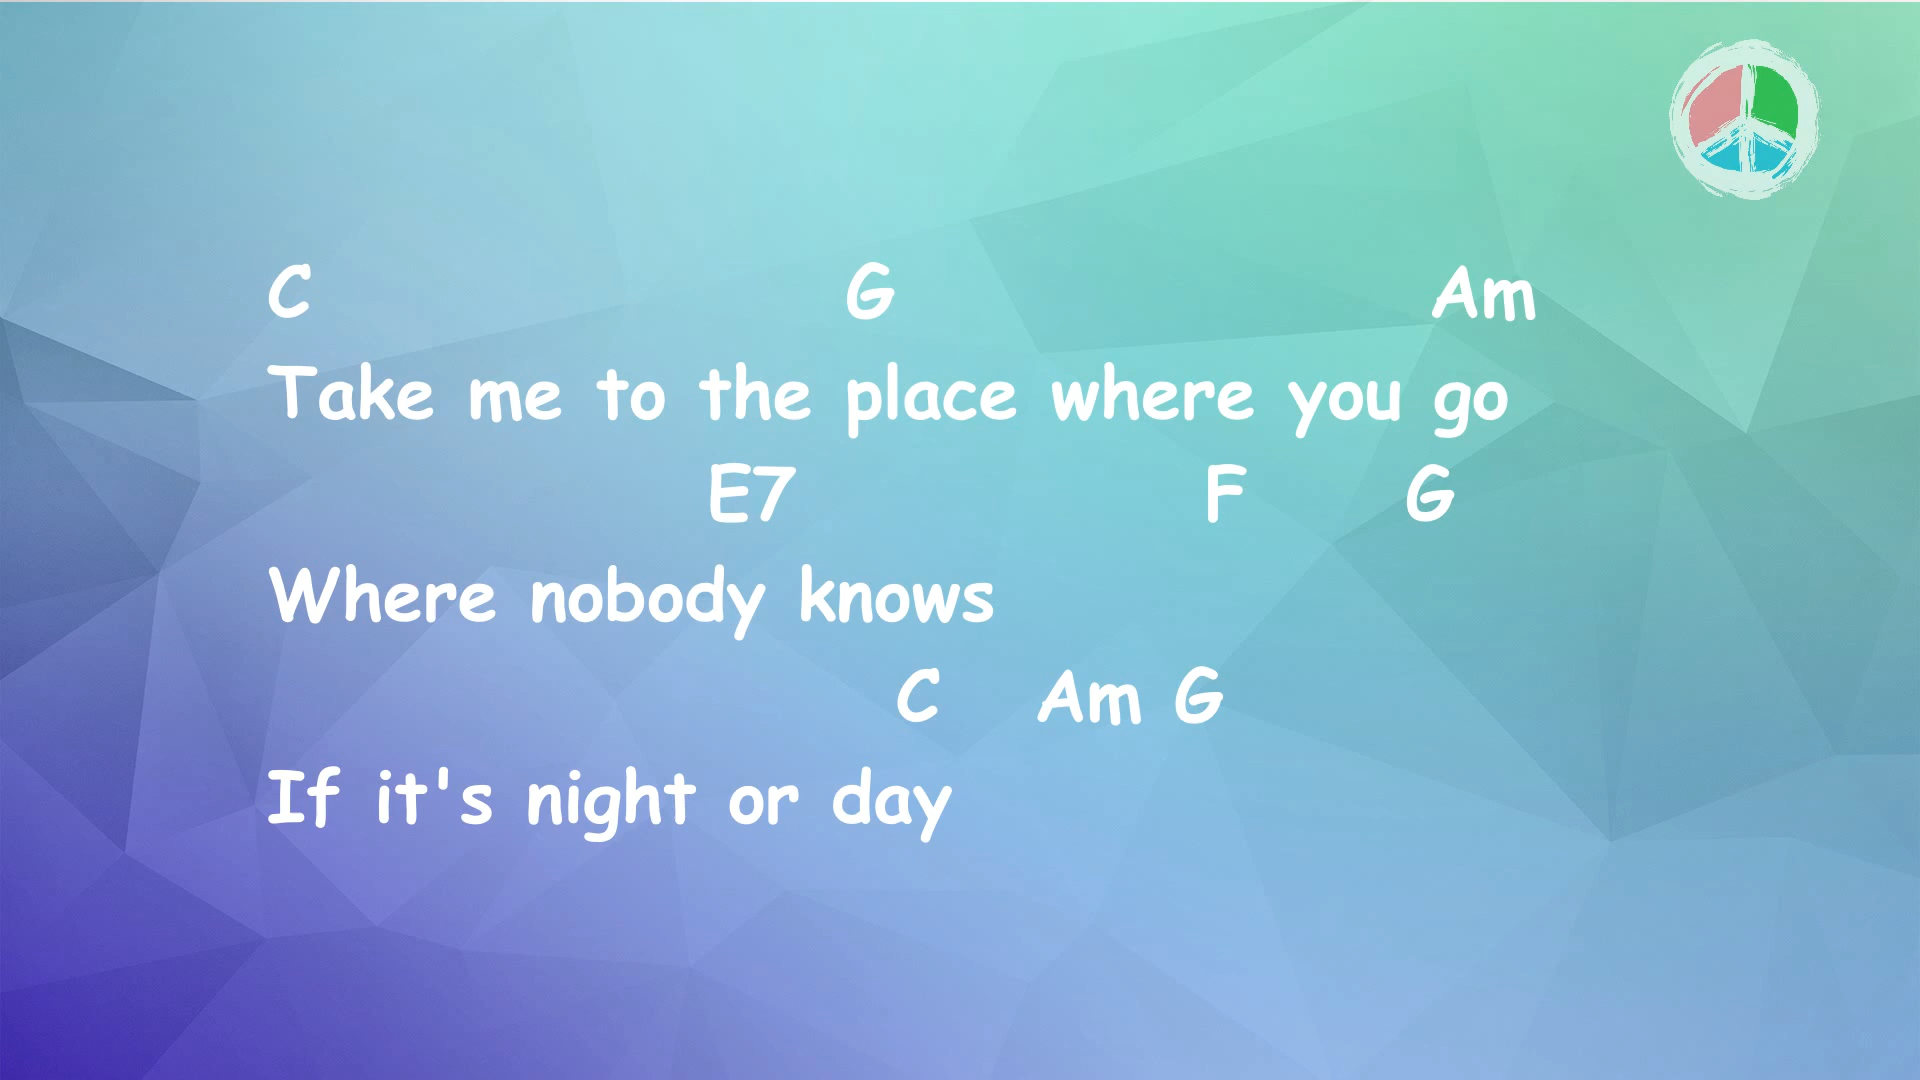 C G Am
Take me to the place where you go
E7 F G
Where nobody knows
C Am G
If it's night or day